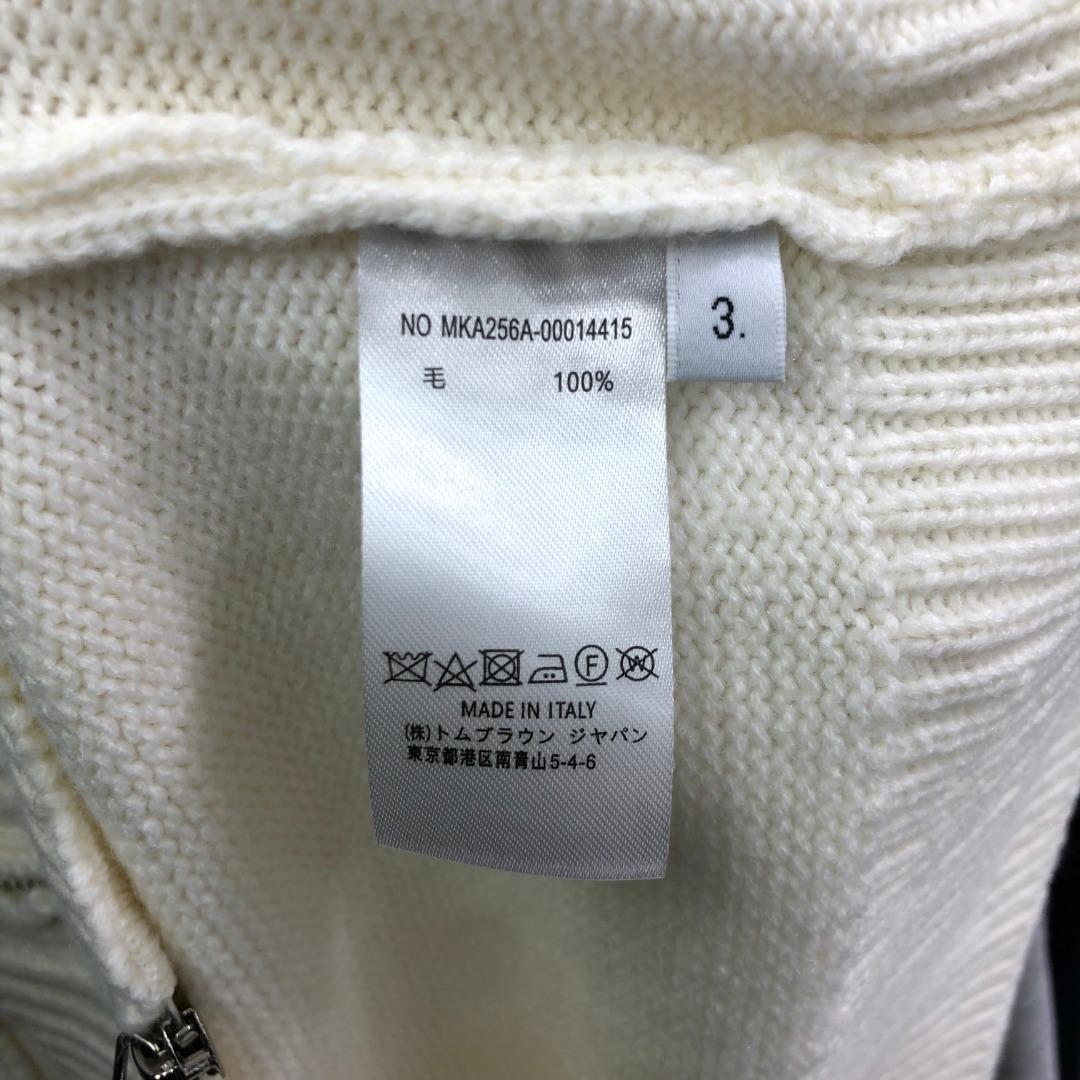 NO MKA256A-00014415
3.
毛 100%
F W
MADE IN ITALY
(株)トムブラウン ジャパン
東京都港区南青山5-4-6